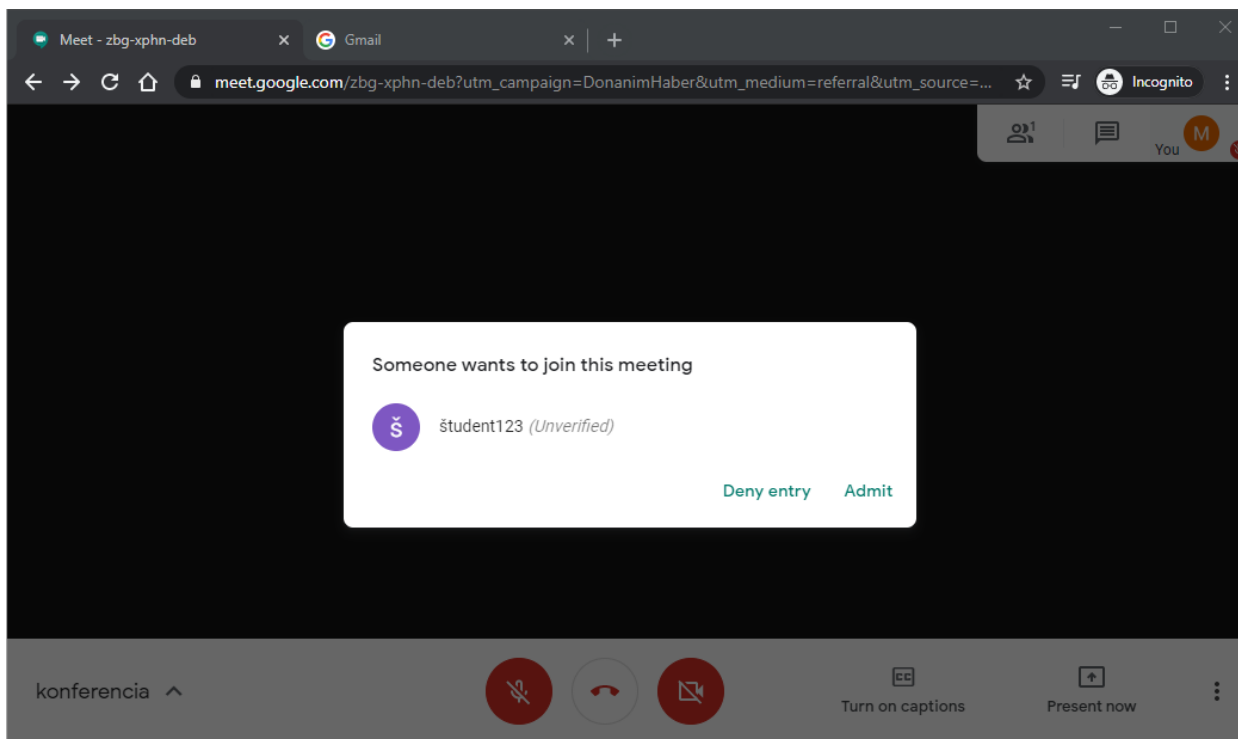 Meet - zbg-xphn-deb
Gmail
meet.google.com/zbg-xphn-deb?utm_campaign=DonanimHaber&utm_medium=referral&utm_source=...
Incognito
1
You
M
Someone wants to join this meeting
š
študent123 (Unverified)
Deny entry Admit
konferencia
CC
Turn on captions
Present now